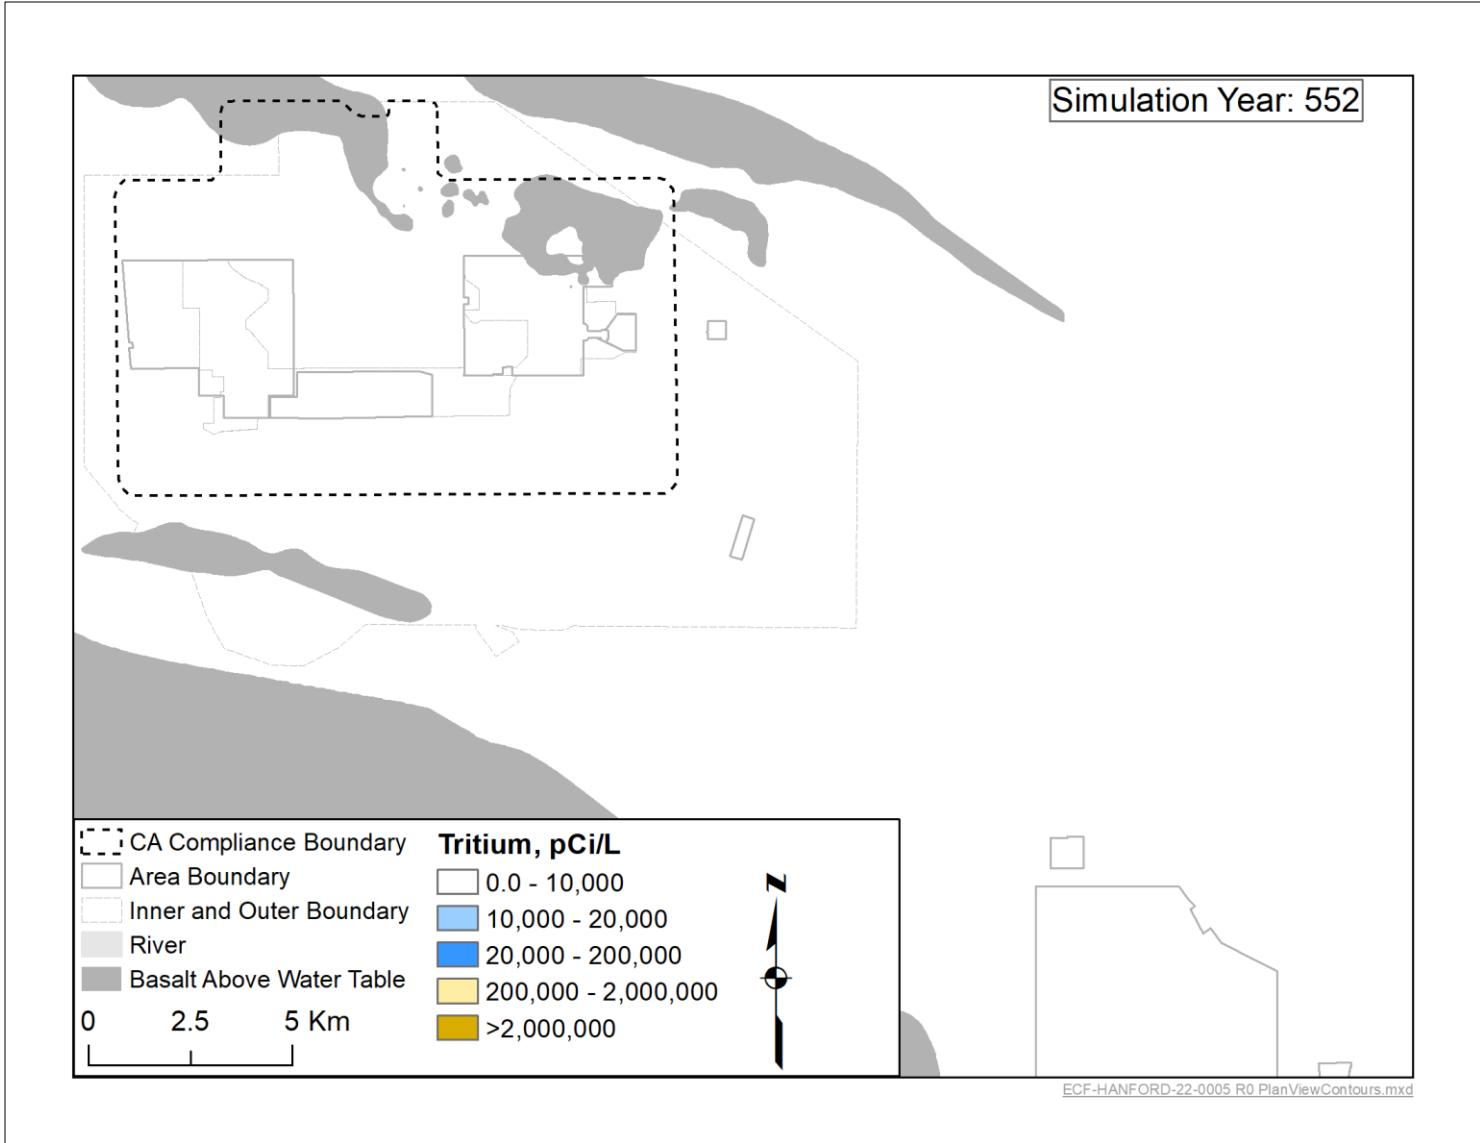 Simulation Year: 552
CA Compliance Boundary
Area Boundary
Inner and Outer Boundary
River
Basalt Above Water Table
0 2.5 5 Km
Tritium, pCi/L
0.0 - 10,000
10,000 - 20,000
20,000 - 200,000
200,000 - 2,000,000
>2,000,000
N
ECF-HANFORD-22-0005 R0 PlanViewContours.mxd